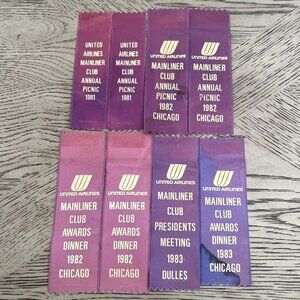 UNITED
AIRLINES
MAINLINER
CLUB
ANNUAL
PICNIC
1981
UNITED
AIRLINES
MAINLINER
CLUB
ANNUAL
PICNIC
1981
UNITED AIRLINES
MAINLINER
CLUB
ANNUAL
PICNIC
1982
CHICAGO
UNITED AIRLINES
MAINLINER
CLUB
ANNUAL
PICNIC
1982
CHICAGO
UNITED AIRLINES
MAINLINER
CLUB
AWARDS
DINNER
1982
CHICAGO
UNITED AIRLINES
MAINLINER
CLUB
AWARDS
DINNER
1982
CHICAGO
UNITED AIRLINES
MAINLINER
CLUB
PRESIDENTS
MEETING
1983
DULLES
UNITED AIRLINES
MAINLINER
CLUB
AWARDS
DINNER
1983
CHICAGO